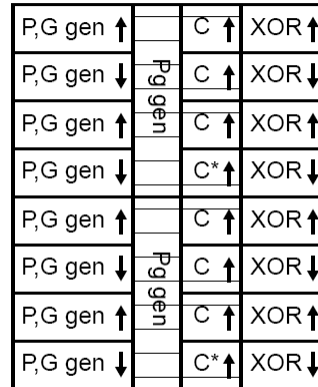 P,G gen ↑ C ↑ XOR ↑
P,G gen ↓ C ↑ XOR ↓
P,G gen ↑ C ↑ XOR ↑
P,G gen ↓ C* ↑ XOR ↓
P,G gen ↑ C ↑ XOR ↑
P,G gen ↓ C ↑ XOR ↓
P,G gen ↑ C ↑ XOR ↓
P,G gen ↓ C* ↑ XOR ↓
Pg gen
Pg gen